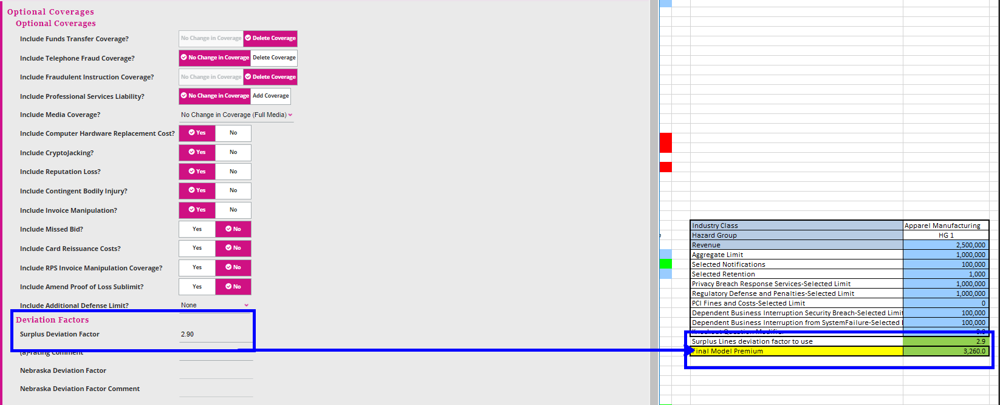 Optional Coverages
Optional Coverages
Include Funds Transfer Coverage? No Change in Coverage Delete Coverage
Include Telephone Fraud Coverage? No Change in Coverage Delete Coverage
Include Fraudulent Instruction Coverage? No Change in Coverage Delete Coverage
Include Professional Services Liability? No Change in Coverage Add Coverage
Include Media Coverage? No Change in Coverage (Full Media)
Include Computer Hardware Replacement Cost? Yes No
Include CryptoJacking? Yes No
Include Reputation Loss? Yes No
Include Contingent Bodily Injury? Yes No
Include Invoice Manipulation? Yes No
Include Missed Bid? Yes No
Include Card Reissuance Costs? Yes No
Include RPS Invoice Manipulation Coverage? Yes No
Include Amend Proof of Loss Sublimit? Yes No
Include Additional Defense Limit? None
Deviation Factors
Surplus Deviation Factor 2.90
(a)-rating Comment
Nebraska Deviation Factor
Nebraska Deviation Factor Comment
Industry Class Apparel Manufacturing
Hazard Group HG 1
Revenue 2,500,000
Aggregate Limit 1,000,000
Selected Notifications 100,000
Selected Retention 1,000
Privacy Breach Response Services-Selected Limit 1,000,000
Regulatory Defense and Penalties-Selected Limit 1,000,000
PCI Fines and Costs-Selected Limit 0
Dependent Business Interruption Security Breach-Selected Limit 100,000
Dependent Business Interruption from SystemFailure-Selected 100,000
Knockout Question Modifier
Surplus Lines deviation factor to use 2.9
Final Model Premium 3,260.0